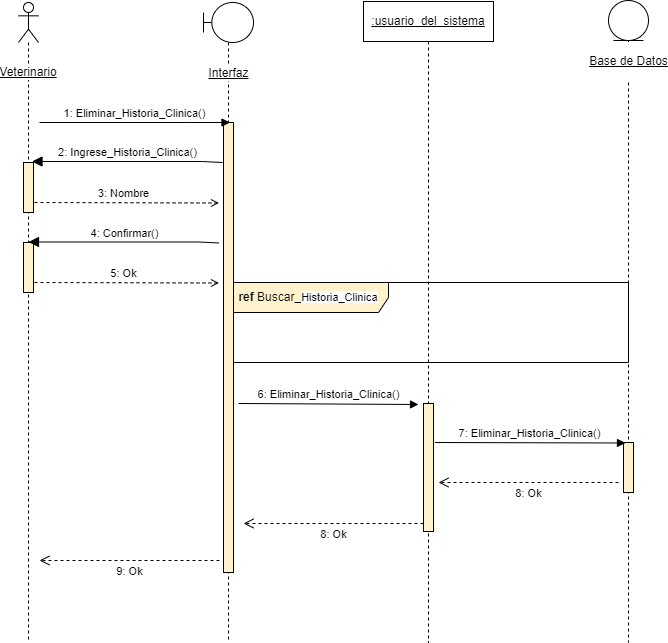 :usuario_del_sistema
Base de Datos
Veterinario
Interfaz
1: Eliminar_Historia_Clinica()
2: Ingrese_Historia_Clinica()
3: Nombre
4: Confirmar()
5: Ok
ref Buscar_Historia_Clinica
6: Eliminar_Historia_Clinica()
7: Eliminar_Historia_Clinica()
8: Ok
8: Ok
9: Ok